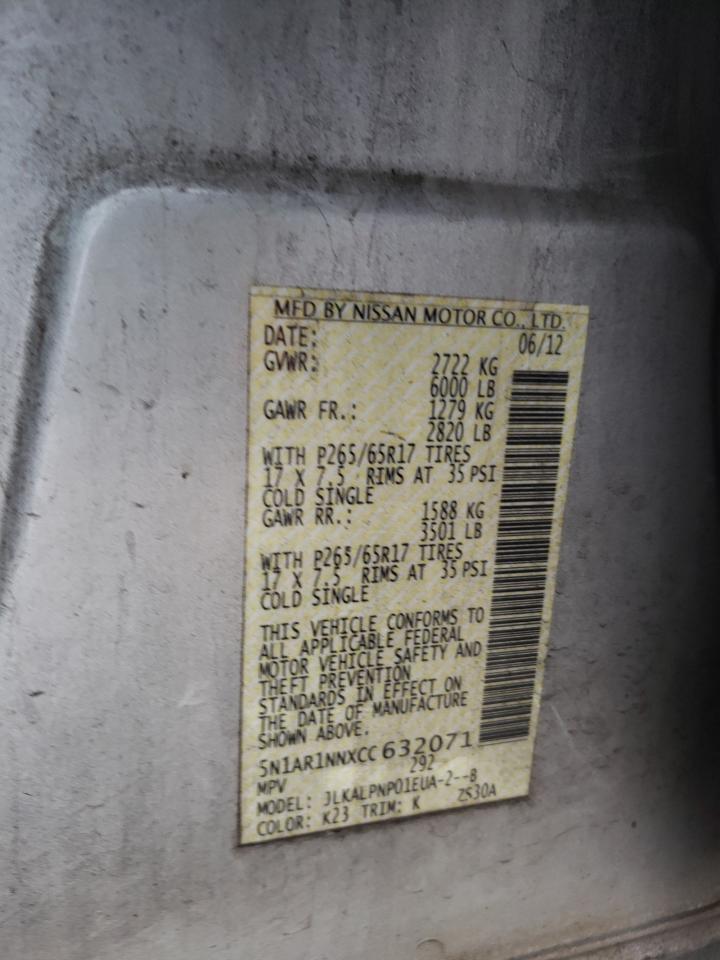 MFD BY NISSAN MOTOR CO., LTD.
DATE: 06/12
GVWR: 2722 KG
6000 LB
GAWR FR.: 1279 KG
2820 LB
WITH P265/65R17 TIRES
17 X 7.5 RIMS AT 35 PSI
COLD SINGLE
GAWR RR.: 1588 KG
3501 LB
WITH P265/65R17 TIRES
17 X 7.5 RIMS AT 35 PSI
COLD SINGLE
THIS VEHICLE CONFORMS TO
ALL APPLICABLE FEDERAL
MOTOR VEHICLE SAFETY AND
THEFT PREVENTION
STANDARDS IN EFFECT ON
THE DATE OF MANUFACTURE
SHOWN ABOVE.
5N1AR1NNXCC 632071
MPV 292
MODEL: JLKALPNP01EUA-2--B
COLOR: K23 TRIM: K ZS30A